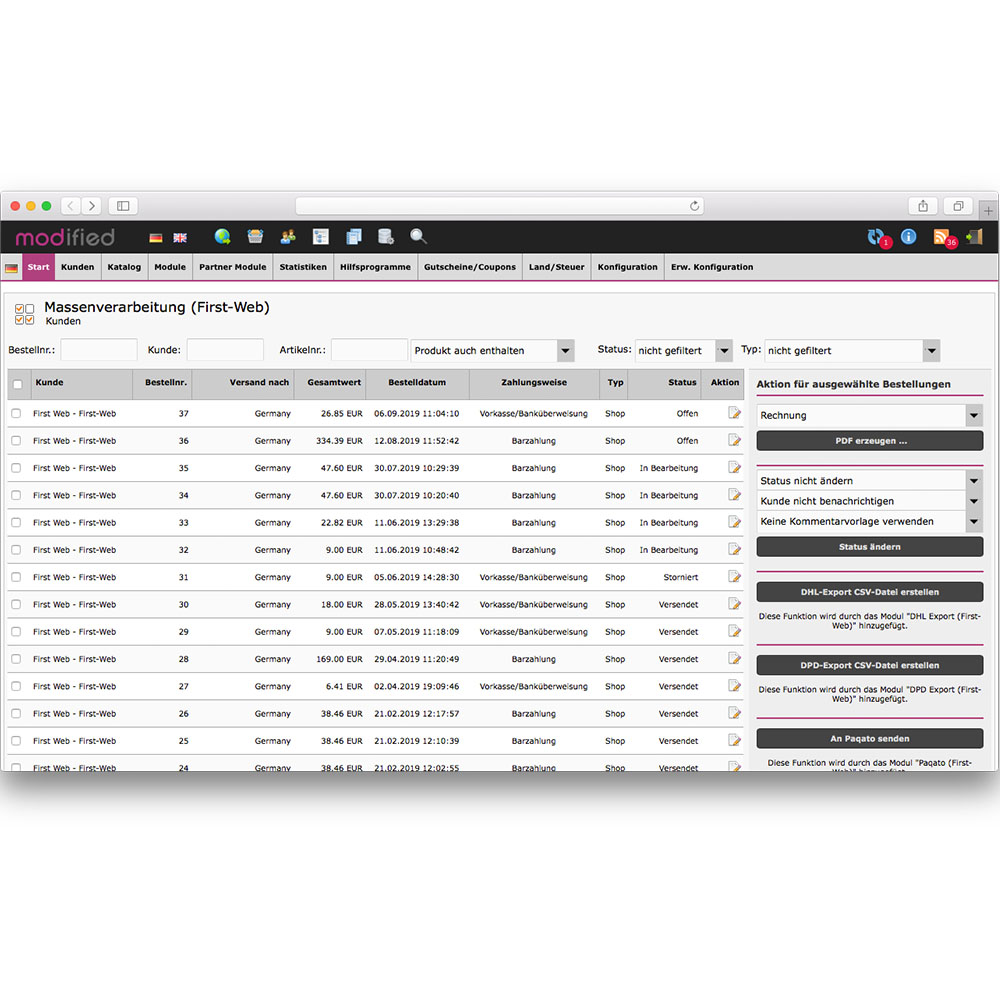 modified
1
36
Start Kunden Katalog Module Partner Module Statistiken Hilfsprogramme Gutscheine/Coupons Land/Steuer Konfiguration Erw. Konfiguration
Massenverarbeitung (First-Web)
Kunden
Bestellnr.: Kunde: Artikelnr.: Produkt auch enthalten Status: nicht gefiltert Typ: nicht gefiltert
Kunde Bestellnr. Versand nach Gesamtwert Bestelldatum Zahlungsweise Typ Status Aktion
First Web - First-Web 37 Germany 26.85 EUR 06.09.2019 11:04:10 Vorkasse/Banküberweisung Shop Offen
First Web - First-Web 36 Germany 334.39 EUR 12.08.2019 11:52:42 Barzahlung Shop Offen
First Web - First-Web 35 Germany 47.60 EUR 30.07.2019 10:29:39 Barzahlung Shop In Bearbeitung
First Web - First-Web 34 Germany 47.60 EUR 30.07.2019 10:20:40 Barzahlung Shop In Bearbeitung
First Web - First-Web 33 Germany 22.82 EUR 11.06.2019 13:29:38 Barzahlung Shop In Bearbeitung
First Web - First-Web 32 Germany 9.00 EUR 11.06.2019 10:48:42 Barzahlung Shop In Bearbeitung
First Web - First-Web 31 Germany 9.00 EUR 05.06.2019 14:28:30 Vorkasse/Banküberweisung Shop Storniert
First Web - First-Web 30 Germany 18.00 EUR 28.05.2019 13:40:42 Vorkasse/Banküberweisung Shop Versendet
First Web - First-Web 29 Germany 9.00 EUR 07.05.2019 11:18:09 Vorkasse/Banküberweisung Shop Versendet
First Web - First-Web 28 Germany 169.00 EUR 29.04.2019 11:20:49 Barzahlung Shop Versendet
First Web - First-Web 27 Germany 6.41 EUR 02.04.2019 19:09:46 Vorkasse/Banküberweisung Shop Versendet
First Web - First-Web 26 Germany 38.46 EUR 21.02.2019 12:17:57 Barzahlung Shop Versendet
First Web - First-Web 25 Germany 38.46 EUR 21.02.2019 12:10:39 Barzahlung Shop Versendet
First Web - First-Web 24 Germany 38.46 EUR 21.02.2019 12:02:55 Barzahlung Shop Versendet
Aktion für ausgewählte Bestellungen
Rechnung
PDF erzeugen ...
Status nicht ändern
Kunde nicht benachrichtigen
Keine Kommentarvorlage verwenden
Status ändern
DHL-Export CSV-Datei erstellen
Diese Funktion wird durch das Modul "DHL Export (First-
Web)" hinzugefügt.
DPD-Export CSV-Datei erstellen
Diese Funktion wird durch das Modul "DPD Export (First-
Web)" hinzugefügt.
An Paqato senden
Diese Funktion wird durch das Modul "Paqato (First-
Web)" hinzugefügt.